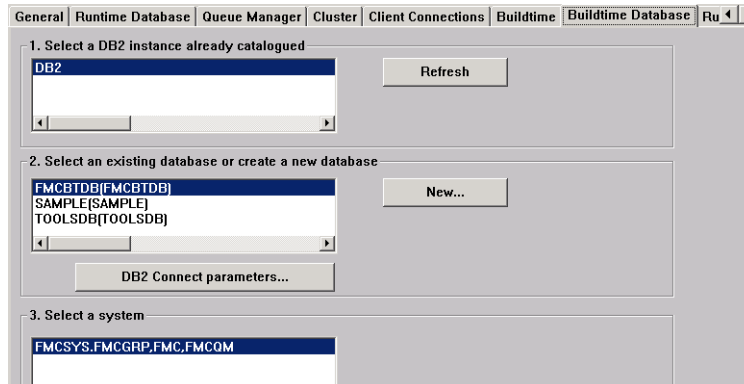 General Runtime Database Queue Manager Cluster Client Connections Buildtime Buildtime Database Ru
1. Select a DB2 instance already catalogued
DB2
Refresh
2. Select an existing database or create a new database
FMCBTDB(FMCBTDB)
SAMPLE(SAMPLE)
TOOLSDB(TOOLSDB)
New...
DB2 Connect parameters...
3. Select a system
FMCSYS.FMCGRP,FMC,FMCQM